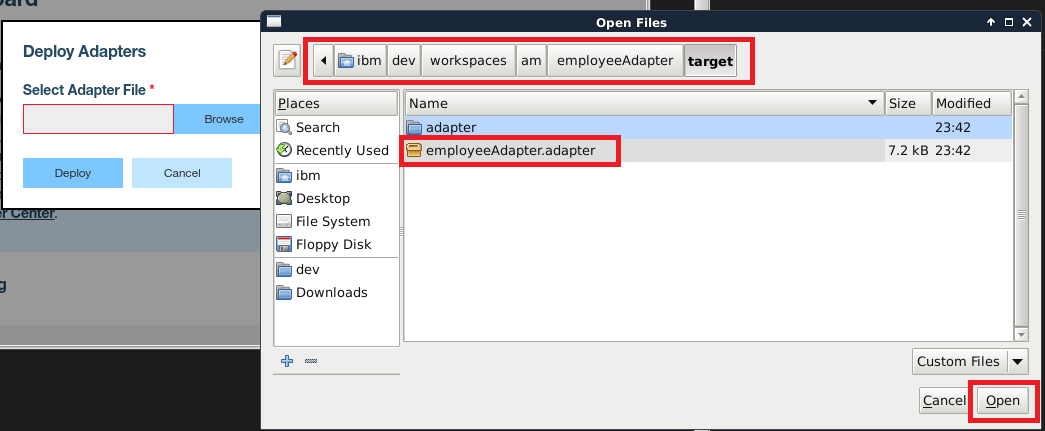 oard
Deploy Adapters
Select Adapter File *
Browse
Deploy Cancel
er Center.
g
Open Files
ibm dev workspaces am employeeAdapter target
Places
Search
Recently Used
ibm
Desktop
File System
Floppy Disk
dev
Downloads
Name Size Modified
adapter 23:42
employeeAdapter.adapter 7.2 kB 23:42
Custom Files
Cancel Open